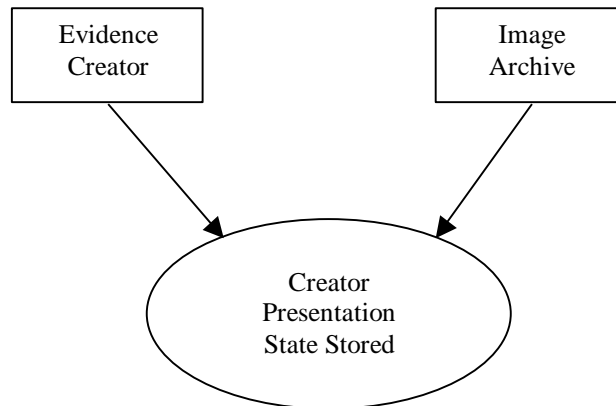 Evidence
Creator
Image
Archive
Creator
Presentation
State Stored